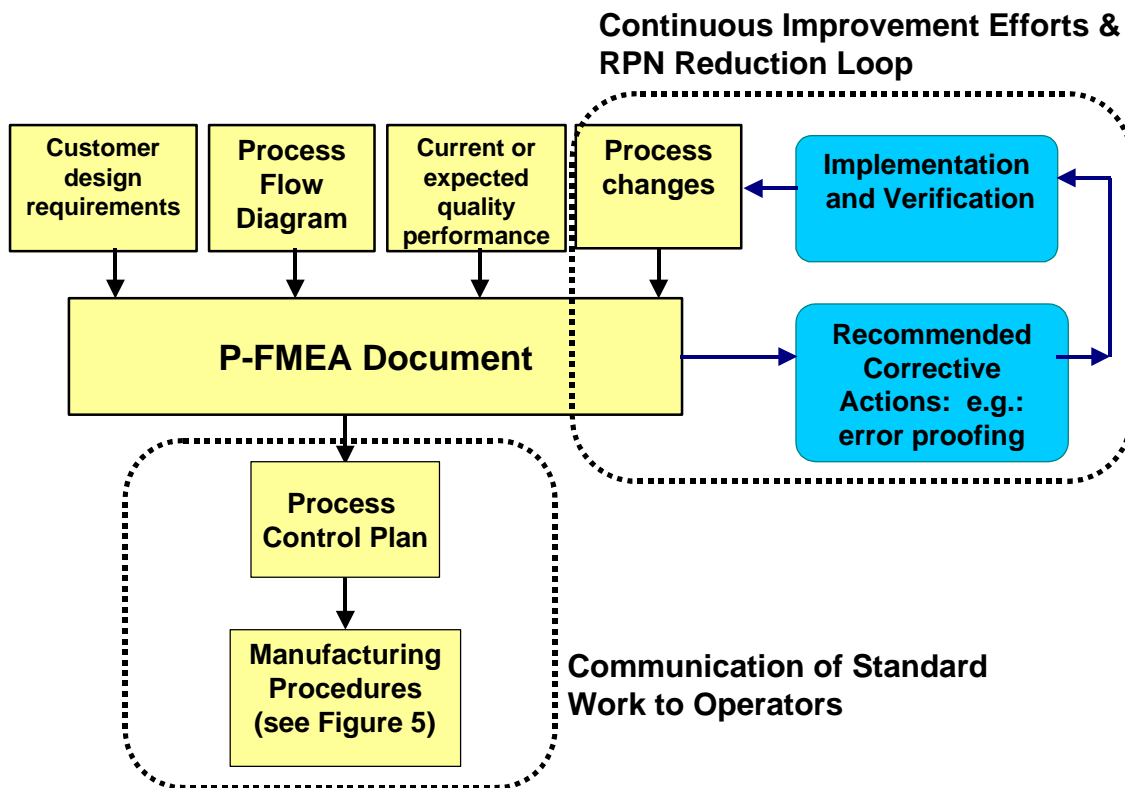 Continuous Improvement Efforts &
RPN Reduction Loop
Customer
design
requirements
Process
Flow
Diagram
Current or
expected
quality
performance
Process
changes
Implementation
and Verification
P-FMEA Document
Recommended
Corrective
Actions: e.g.:
error proofing
Process
Control Plan
Manufacturing
Procedures
(see Figure 5)
Communication of Standard
Work to Operators